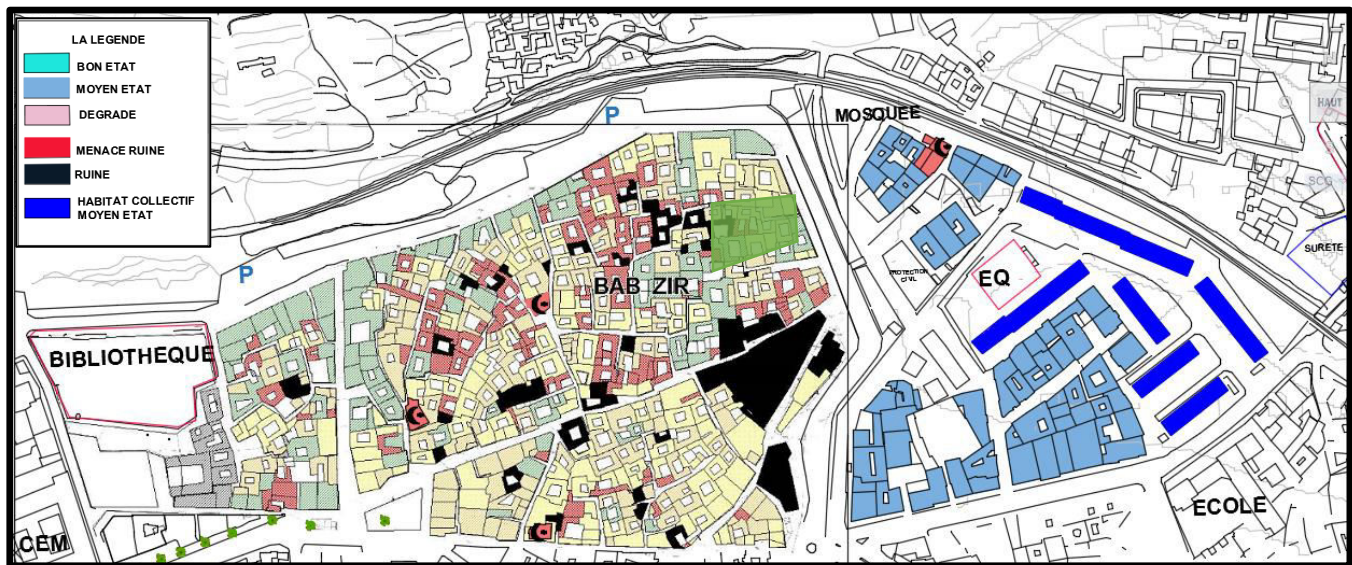 LA LEGENDE
BON ETAT
MOYEN ETAT
DEGRADE
MENACE RUINE
RUINE
HABITAT COLLECTIF
MOYEN ETAT
P
P
MOSQUEE
HAUT
SCG
SURETE
PROTECTION
CIVIL
EQ
BAB ZIR
BIBLIOTHEQUE
ECOLE
CEM